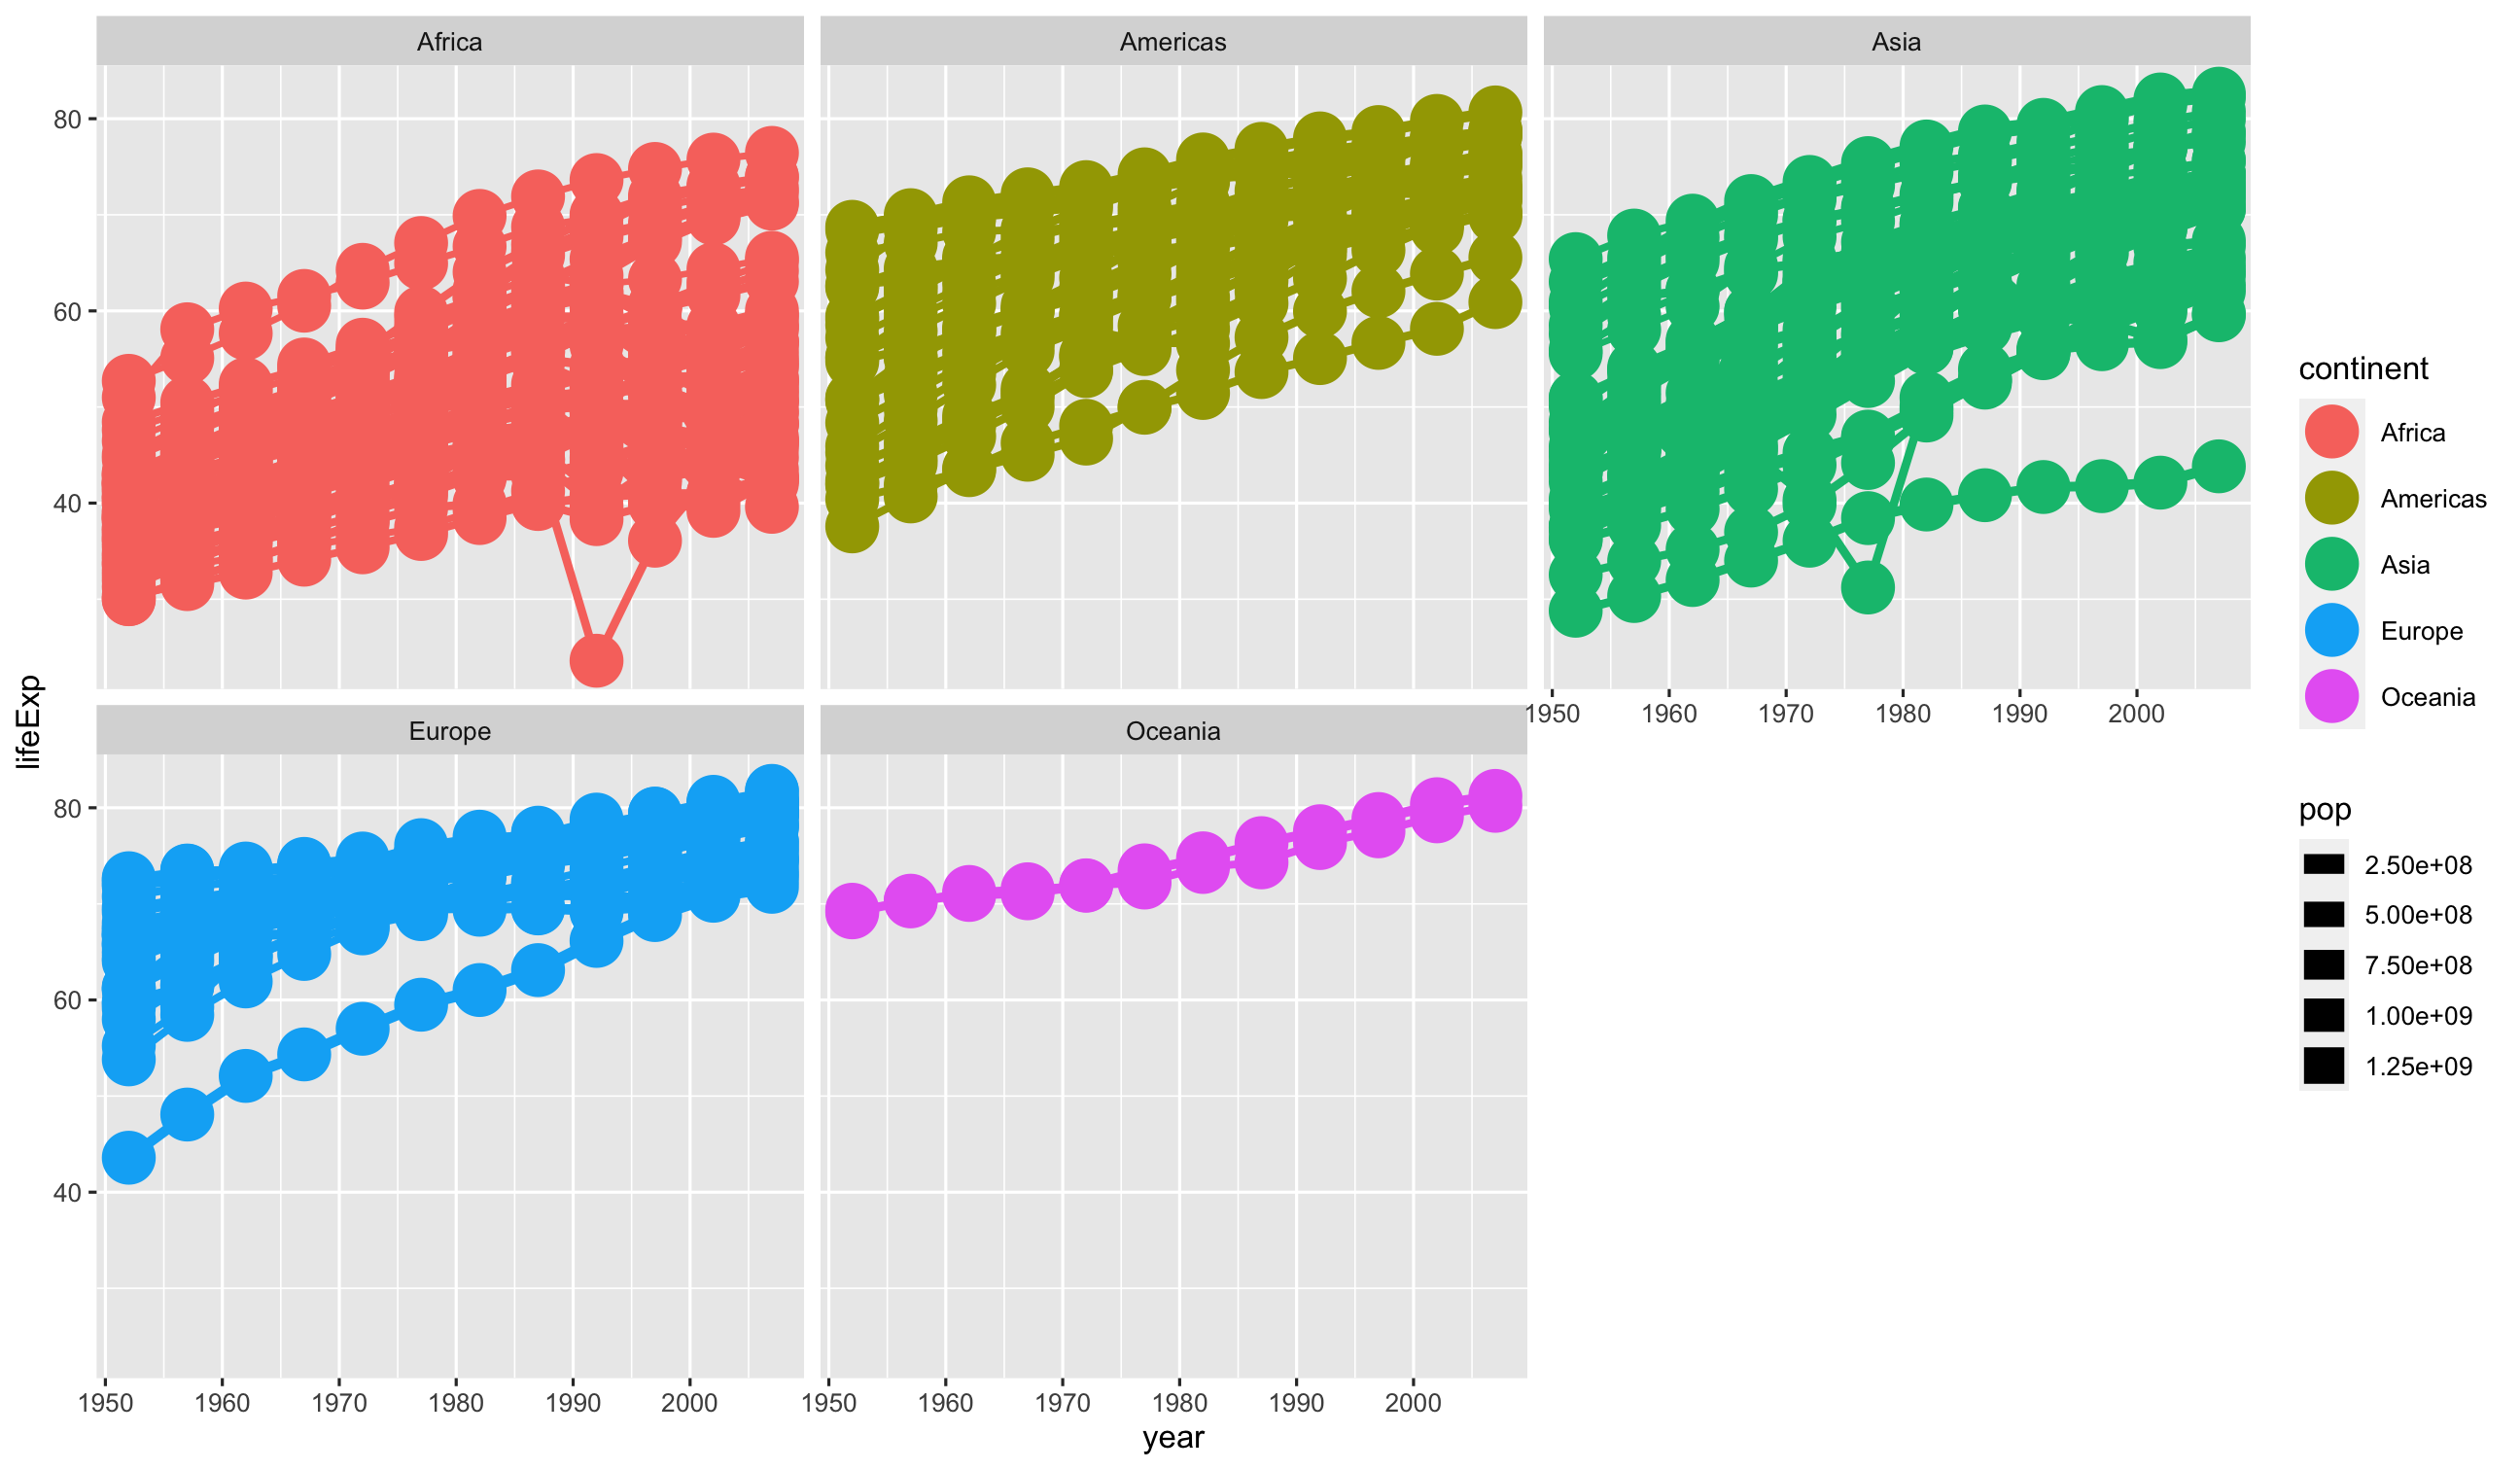 Africa
Americas
Asia
80
60
40
1950 1960 1970 1980 1990 2000
Europe
Oceania
80
60
40
1950 1960 1970 1980 1990 2000
1950 1960 1970 1980 1990 2000
lifeExp
year
continent
Africa
Americas
Asia
Europe
Oceania
pop
2.50e+08
5.00e+08
7.50e+08
1.00e+09
1.25e+09